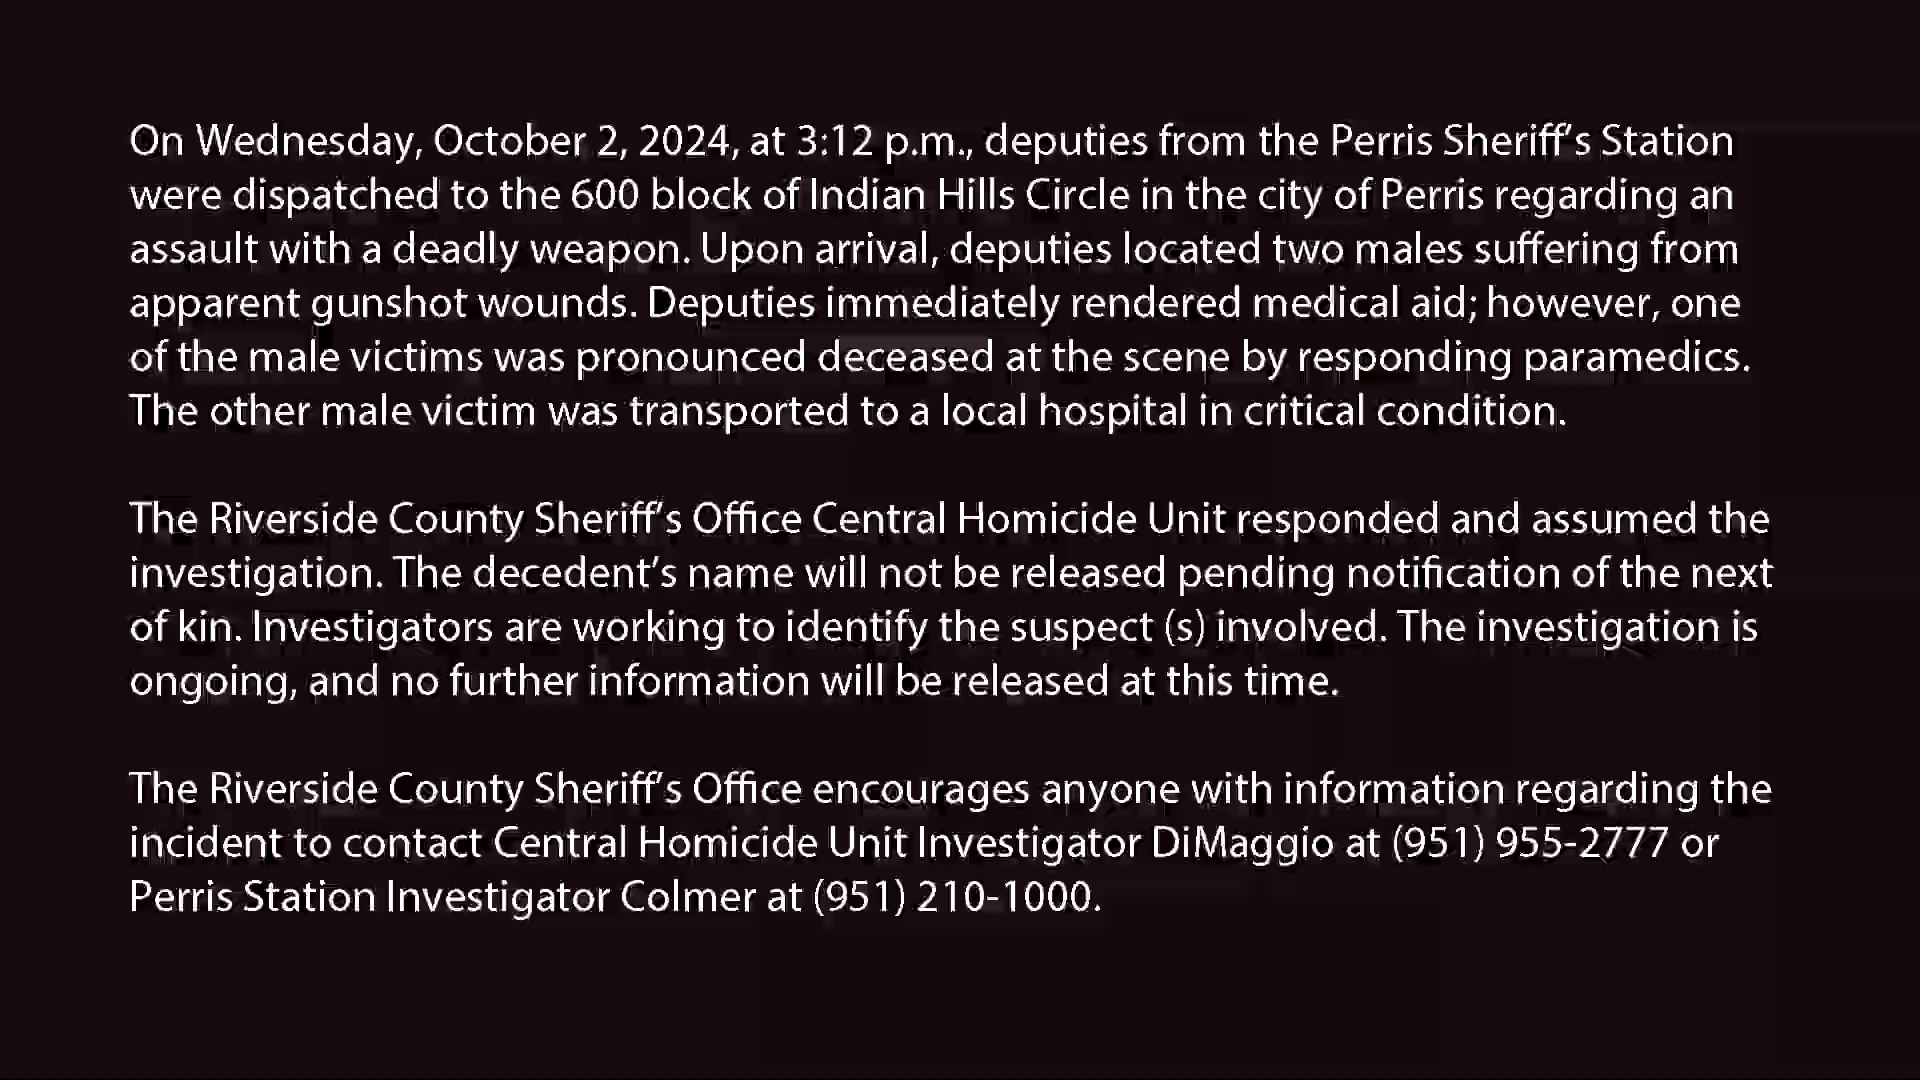 On Wednesday, October 2, 2024, at 3:12 p.m., deputies from the Perris Sheriff’s Station
were dispatched to the 600 block of Indian Hills Circle in the city of Perris regarding an
assault with a deadly weapon. Upon arrival, deputies located two males suffering from
apparent gunshot wounds. Deputies immediately rendered medical aid; however, one
of the male victims was pronounced deceased at the scene by responding paramedics.
The other male victim was transported to a local hospital in critical condition.
The Riverside County Sheriff’s Office Central Homicide Unit responded and assumed the
investigation. The decedent’s name will not be released pending notification of the next
of kin. Investigators are working to identify the suspect (s) involved. The investigation is
ongoing, and no further information will be released at this time.
The Riverside County Sheriff’s Office encourages anyone with information regarding the
incident to contact Central Homicide Unit Investigator DiMaggio at (951) 955-2777 or
Perris Station Investigator Colmer at (951) 210-1000.